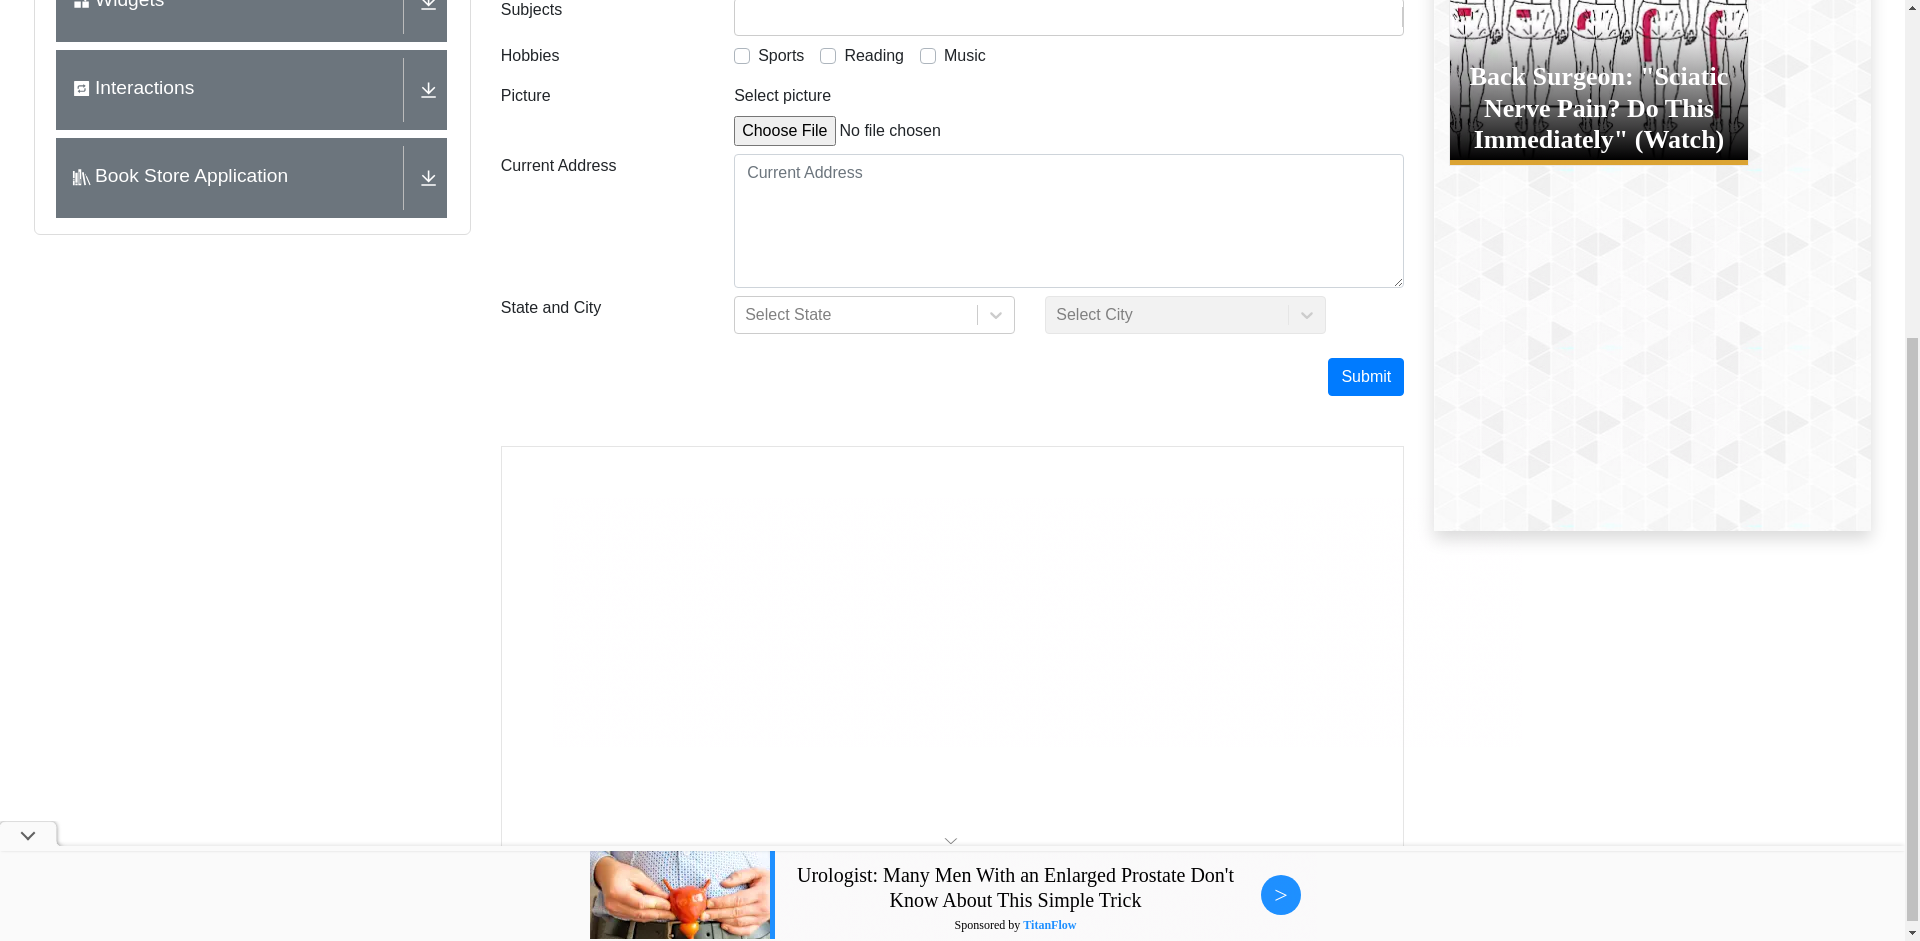 Widgets
Interactions
Book Store Application
Subjects
Hobbies
Sports
Reading
Music
Picture
Select picture
Choose File
No file chosen
Current Address
Current Address
State and City
Select State
Select City
Submit
Back Surgeon: "Sciatic
Nerve Pain? Do This
Immediately" (Watch)
Urologist: Many Men With an Enlarged Prostate Don't
Know About This Simple Trick
Sponsored by TitanFlow
>